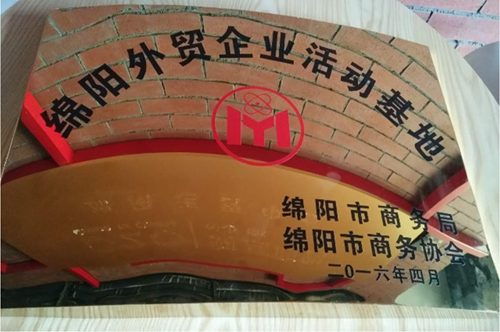 绵阳外贸企业活动基地
绵阳市商务局
绵阳市商务协会
二〇一六年四月